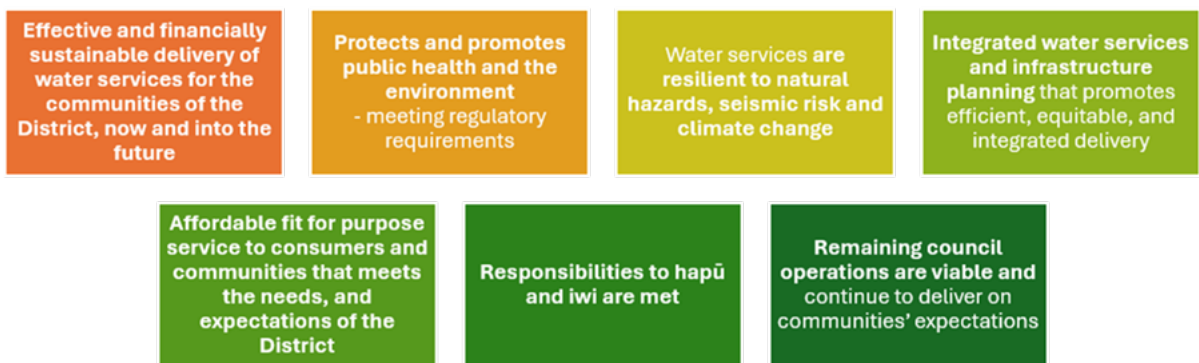 Effective and financially
sustainable delivery of
water services for the
communities of the
District, now and into the
future
Protects and promotes
public health and the
environment
- meeting regulatory
requirements
Water services are
resilient to natural
hazards, seismic risk and
climate change
Integrated water services
and infrastructure
planning that promotes
efficient, equitable, and
integrated delivery
Affordable fit for purpose
service to consumers and
communities that meets
the needs, and
expectations of the
District
Responsibilities to hapū
and iwi are met
Remaining council
operations are viable and
continue to deliver on
communities’ expectations